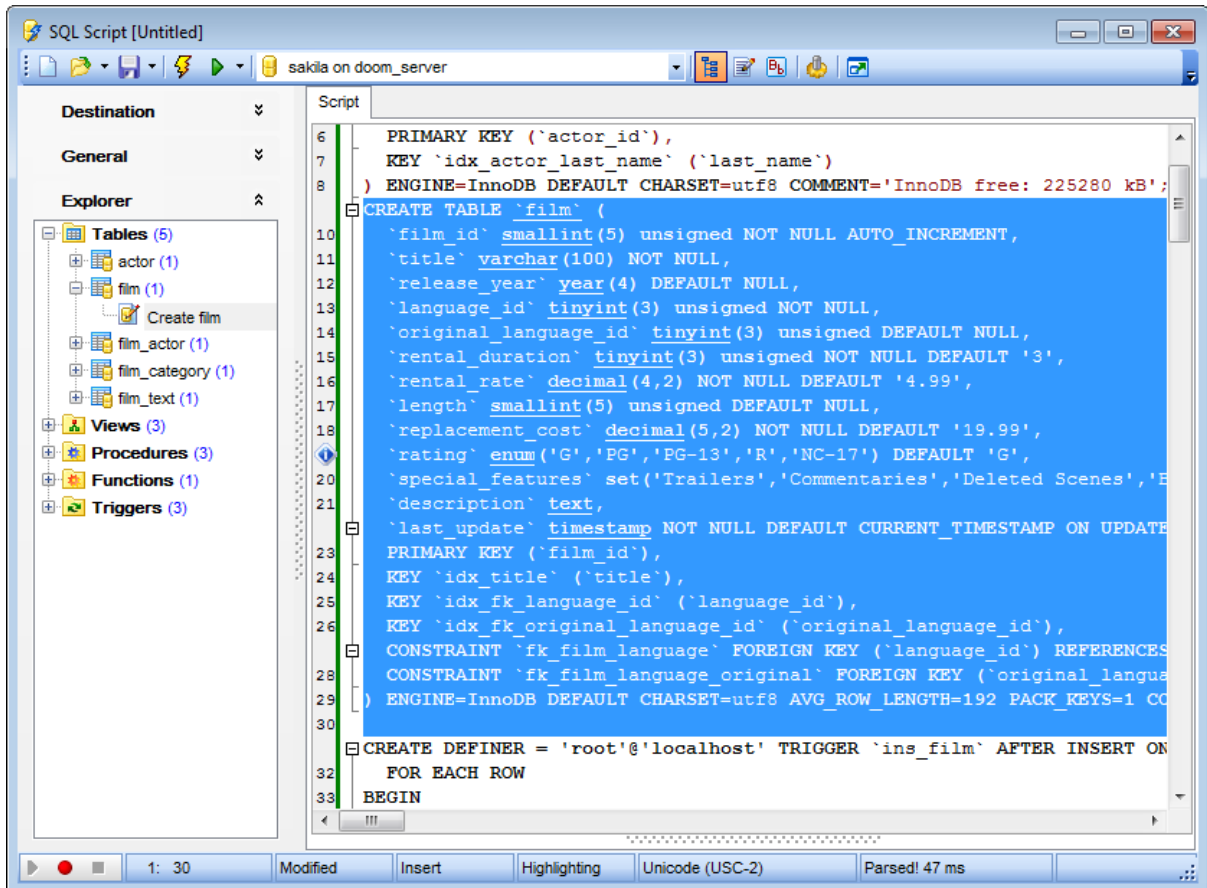 SQL Script [Untitled]
sakila on doom_server
Destination
General
Explorer
Tables (5)
actor (1)
film (1)
Create film
film_actor (1)
film_category (1)
film_text (1)
Views (3)
Procedures (3)
Functions (1)
Triggers (3)
Script
6 PRIMARY KEY (`actor_id`),
7 KEY `idx_actor_last_name` (`last_name`)
8 ) ENGINE=InnoDB DEFAULT CHARSET=utf8 COMMENT='InnoDB free: 225280 kB';
CREATE TABLE `film` (
10 `film_id` smallint(5) unsigned NOT NULL AUTO_INCREMENT,
11 `title` varchar(100) NOT NULL,
12 `release_year` year(4) DEFAULT NULL,
13 `language_id` tinyint(3) unsigned NOT NULL,
14 `original_language_id` tinyint(3) unsigned DEFAULT NULL,
15 `rental_duration` tinyint(3) unsigned NOT NULL DEFAULT '3',
16 `rental_rate` decimal(4,2) NOT NULL DEFAULT '4.99',
17 `length` smallint(5) unsigned DEFAULT NULL,
18 `replacement_cost` decimal(5,2) NOT NULL DEFAULT '19.99',
`rating` enum('G','PG','PG-13','R','NC-17') DEFAULT 'G',
20 `special_features` set('Trailers','Commentaries','Deleted Scenes','B
21 `description` text,
`last_update` timestamp NOT NULL DEFAULT CURRENT_TIMESTAMP ON UPDATE
23 PRIMARY KEY (`film_id`),
24 KEY `idx_title` (`title`),
25 KEY `idx_fk_language_id` (`language_id`),
26 KEY `idx_fk_original_language_id` (`original_language_id`),
CONSTRAINT `fk_film_language` FOREIGN KEY (`language_id`) REFERENCES
28 CONSTRAINT `fk_film_language_original` FOREIGN KEY (`original_langua
29 ) ENGINE=InnoDB DEFAULT CHARSET=utf8 AVG_ROW_LENGTH=192 PACK_KEYS=1 CO
30
CREATE DEFINER = 'root'@'localhost' TRIGGER `ins_film` AFTER INSERT ON
32 FOR EACH ROW
33 BEGIN
1: 30
Modified
Insert
Highlighting
Unicode (USC-2)
Parsed! 47 ms